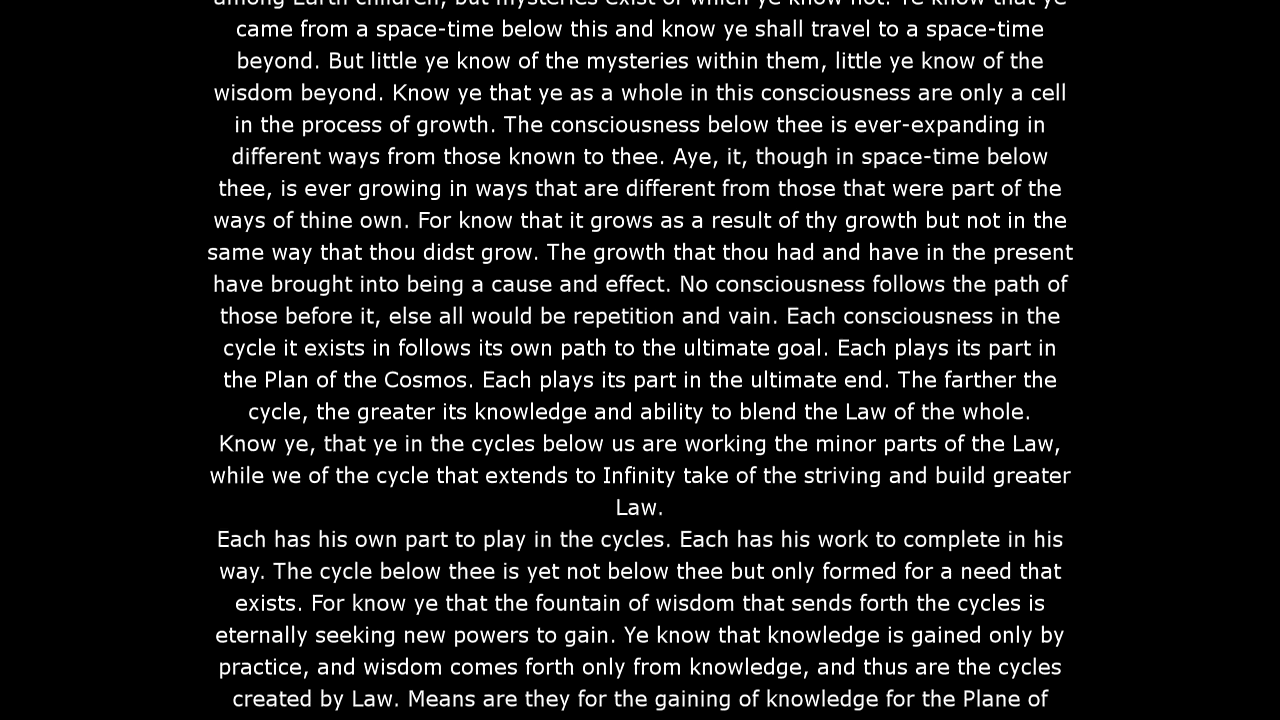 among Earth children, but mysteries exist of which ye know not. Ye know that ye
came from a space-time below this and know ye shall travel to a space-time
beyond. But little ye know of the mysteries within them, little ye know of the
wisdom beyond. Know ye that ye as a whole in this consciousness are only a cell
in the process of growth. The consciousness below thee is ever-expanding in
different ways from those known to thee. Aye, it, though in space-time below
thee, is ever growing in ways that are different from those that were part of the
ways of thine own. For know that it grows as a result of thy growth but not in the
same way that thou didst grow. The growth that thou had and have in the present
have brought into being a cause and effect. No consciousness follows the path of
those before it, else all would be repetition and vain. Each consciousness in the
cycle it exists in follows its own path to the ultimate goal. Each plays its part in
the Plan of the Cosmos. Each plays its part in the ultimate end. The farther the
cycle, the greater its knowledge and ability to blend the Law of the whole.
Know ye, that ye in the cycles below us are working the minor parts of the Law,
while we of the cycle that extends to Infinity take of the striving and build greater
Law.
Each has his own part to play in the cycles. Each has his work to complete in his
way. The cycle below thee is yet not below thee but only formed for a need that
exists. For know ye that the fountain of wisdom that sends forth the cycles is
eternally seeking new powers to gain. Ye know that knowledge is gained only by
practice, and wisdom comes forth only from knowledge, and thus are the cycles
created by Law. Means are they for the gaining of knowledge for the Plane of